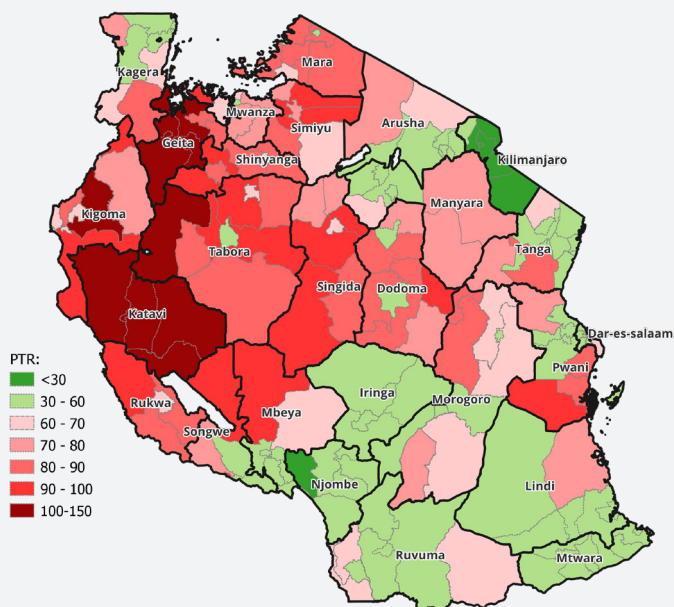 Mara
Kagera
Mwanza
Arusha
Simiyu
Geita
Shinyanga
Kilimanjaro
Manyara
Kigoma
Tanga
Tabora
Singida
Dodoma
Katavi
Dar-es-salaam
PTR:
<30
30 - 60
60 - 70
70 - 80
80 - 90
90 - 100
100-150
Pwani
Iringa
Morogoro
Rukwa
Mbeya
Songwe
Njombe
Lindi
Ruvuma
Mtwara